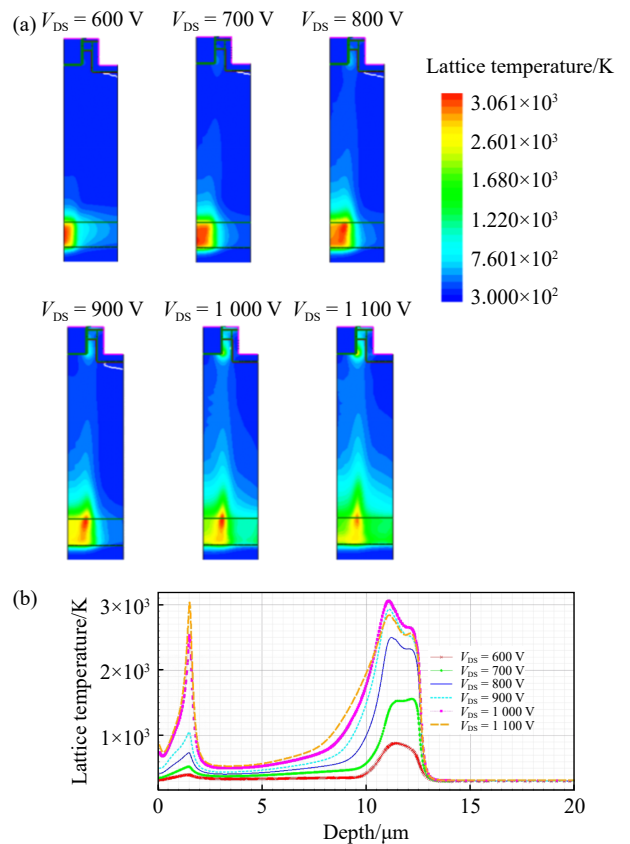 (a)
V_DS = 600 V V_DS = 700 V V_DS = 800 V
Lattice temperature/K
3.061×10³
2.601×10³
1.680×10³
1.220×10³
7.601×10²
3.000×10²
V_DS = 900 V V_DS = 1 000 V V_DS = 1 100 V
(b)
Lattice temperature/K
3×10³
2×10³
1×10³
V_DS = 600 V
V_DS = 700 V
V_DS = 800 V
V_DS = 900 V
V_DS = 1 000 V
V_DS = 1 100 V
0 5 10 15 20
Depth/μm